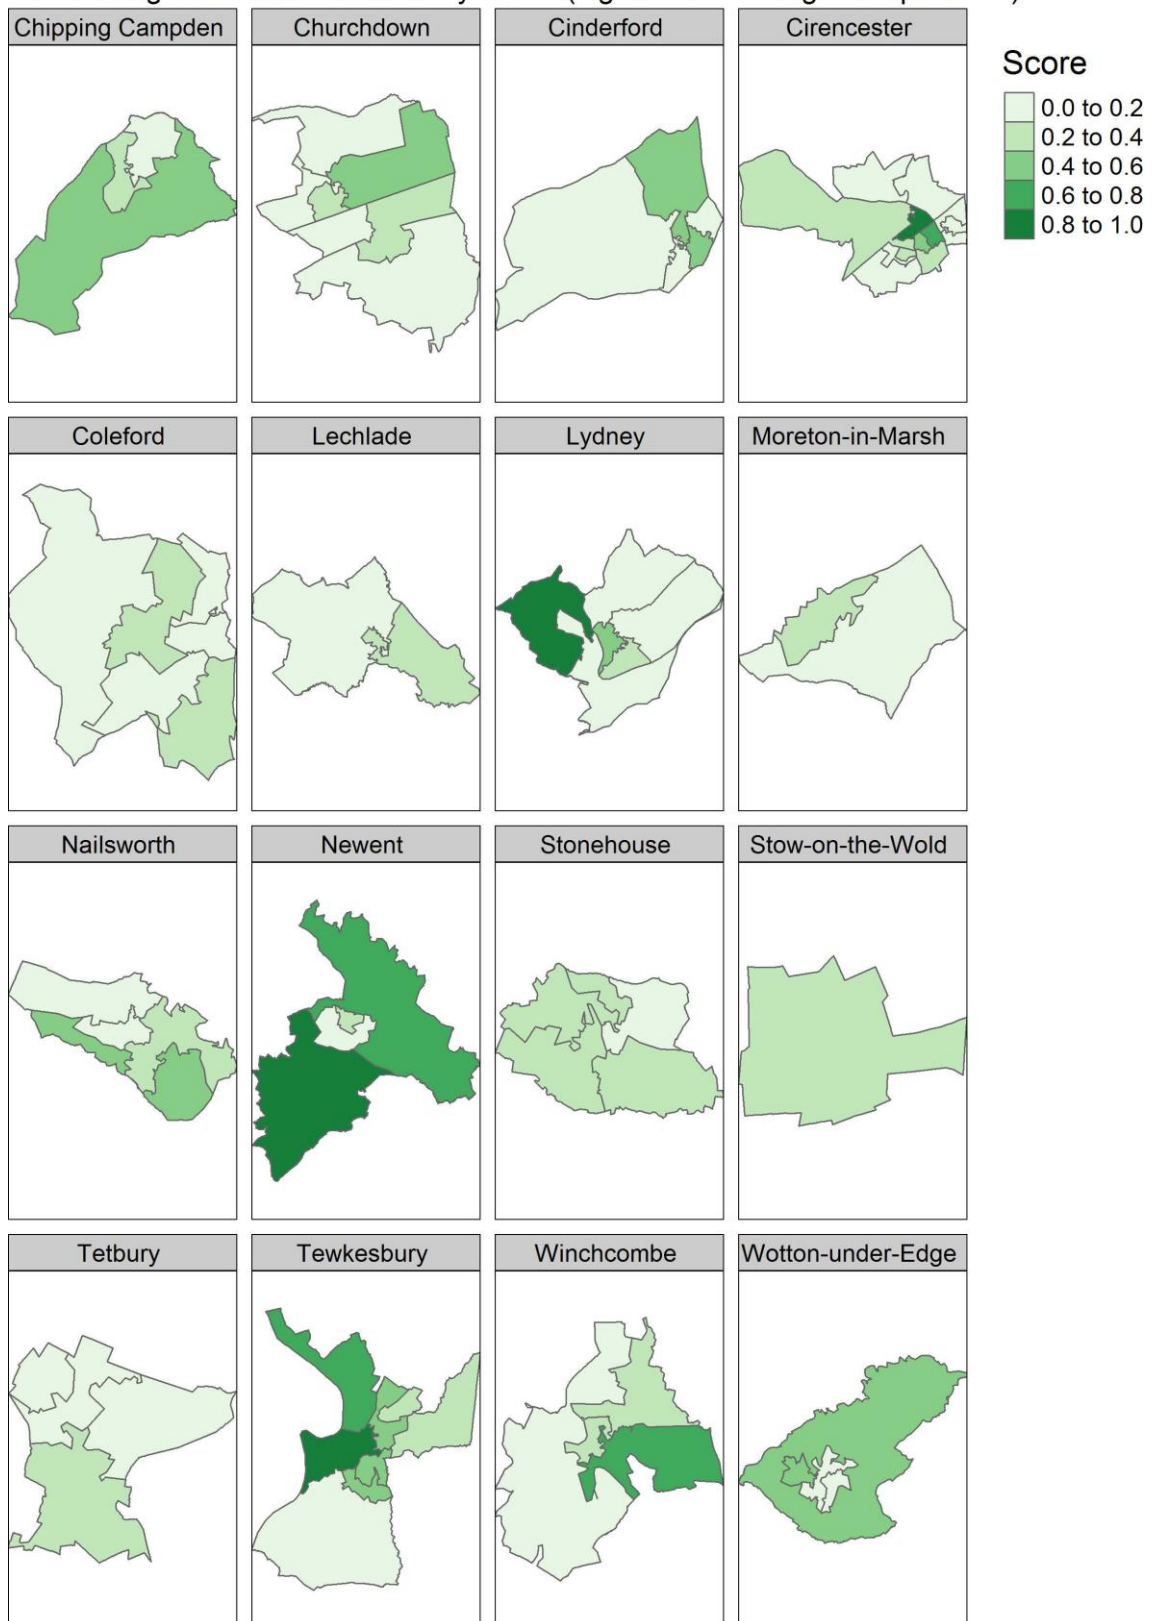 Chipping Campden Churchdown Cinderford Cirencester
Score
0.0 to 0.2
0.2 to 0.4
0.4 to 0.6
0.6 to 0.8
0.8 to 1.0
Coleford Lechlade Lydney Moreton-in-Marsh
Nailsworth Newent Stonehouse Stow-on-the-Wold
Tetbury Tewkesbury Winchcombe Wotton-under-Edge